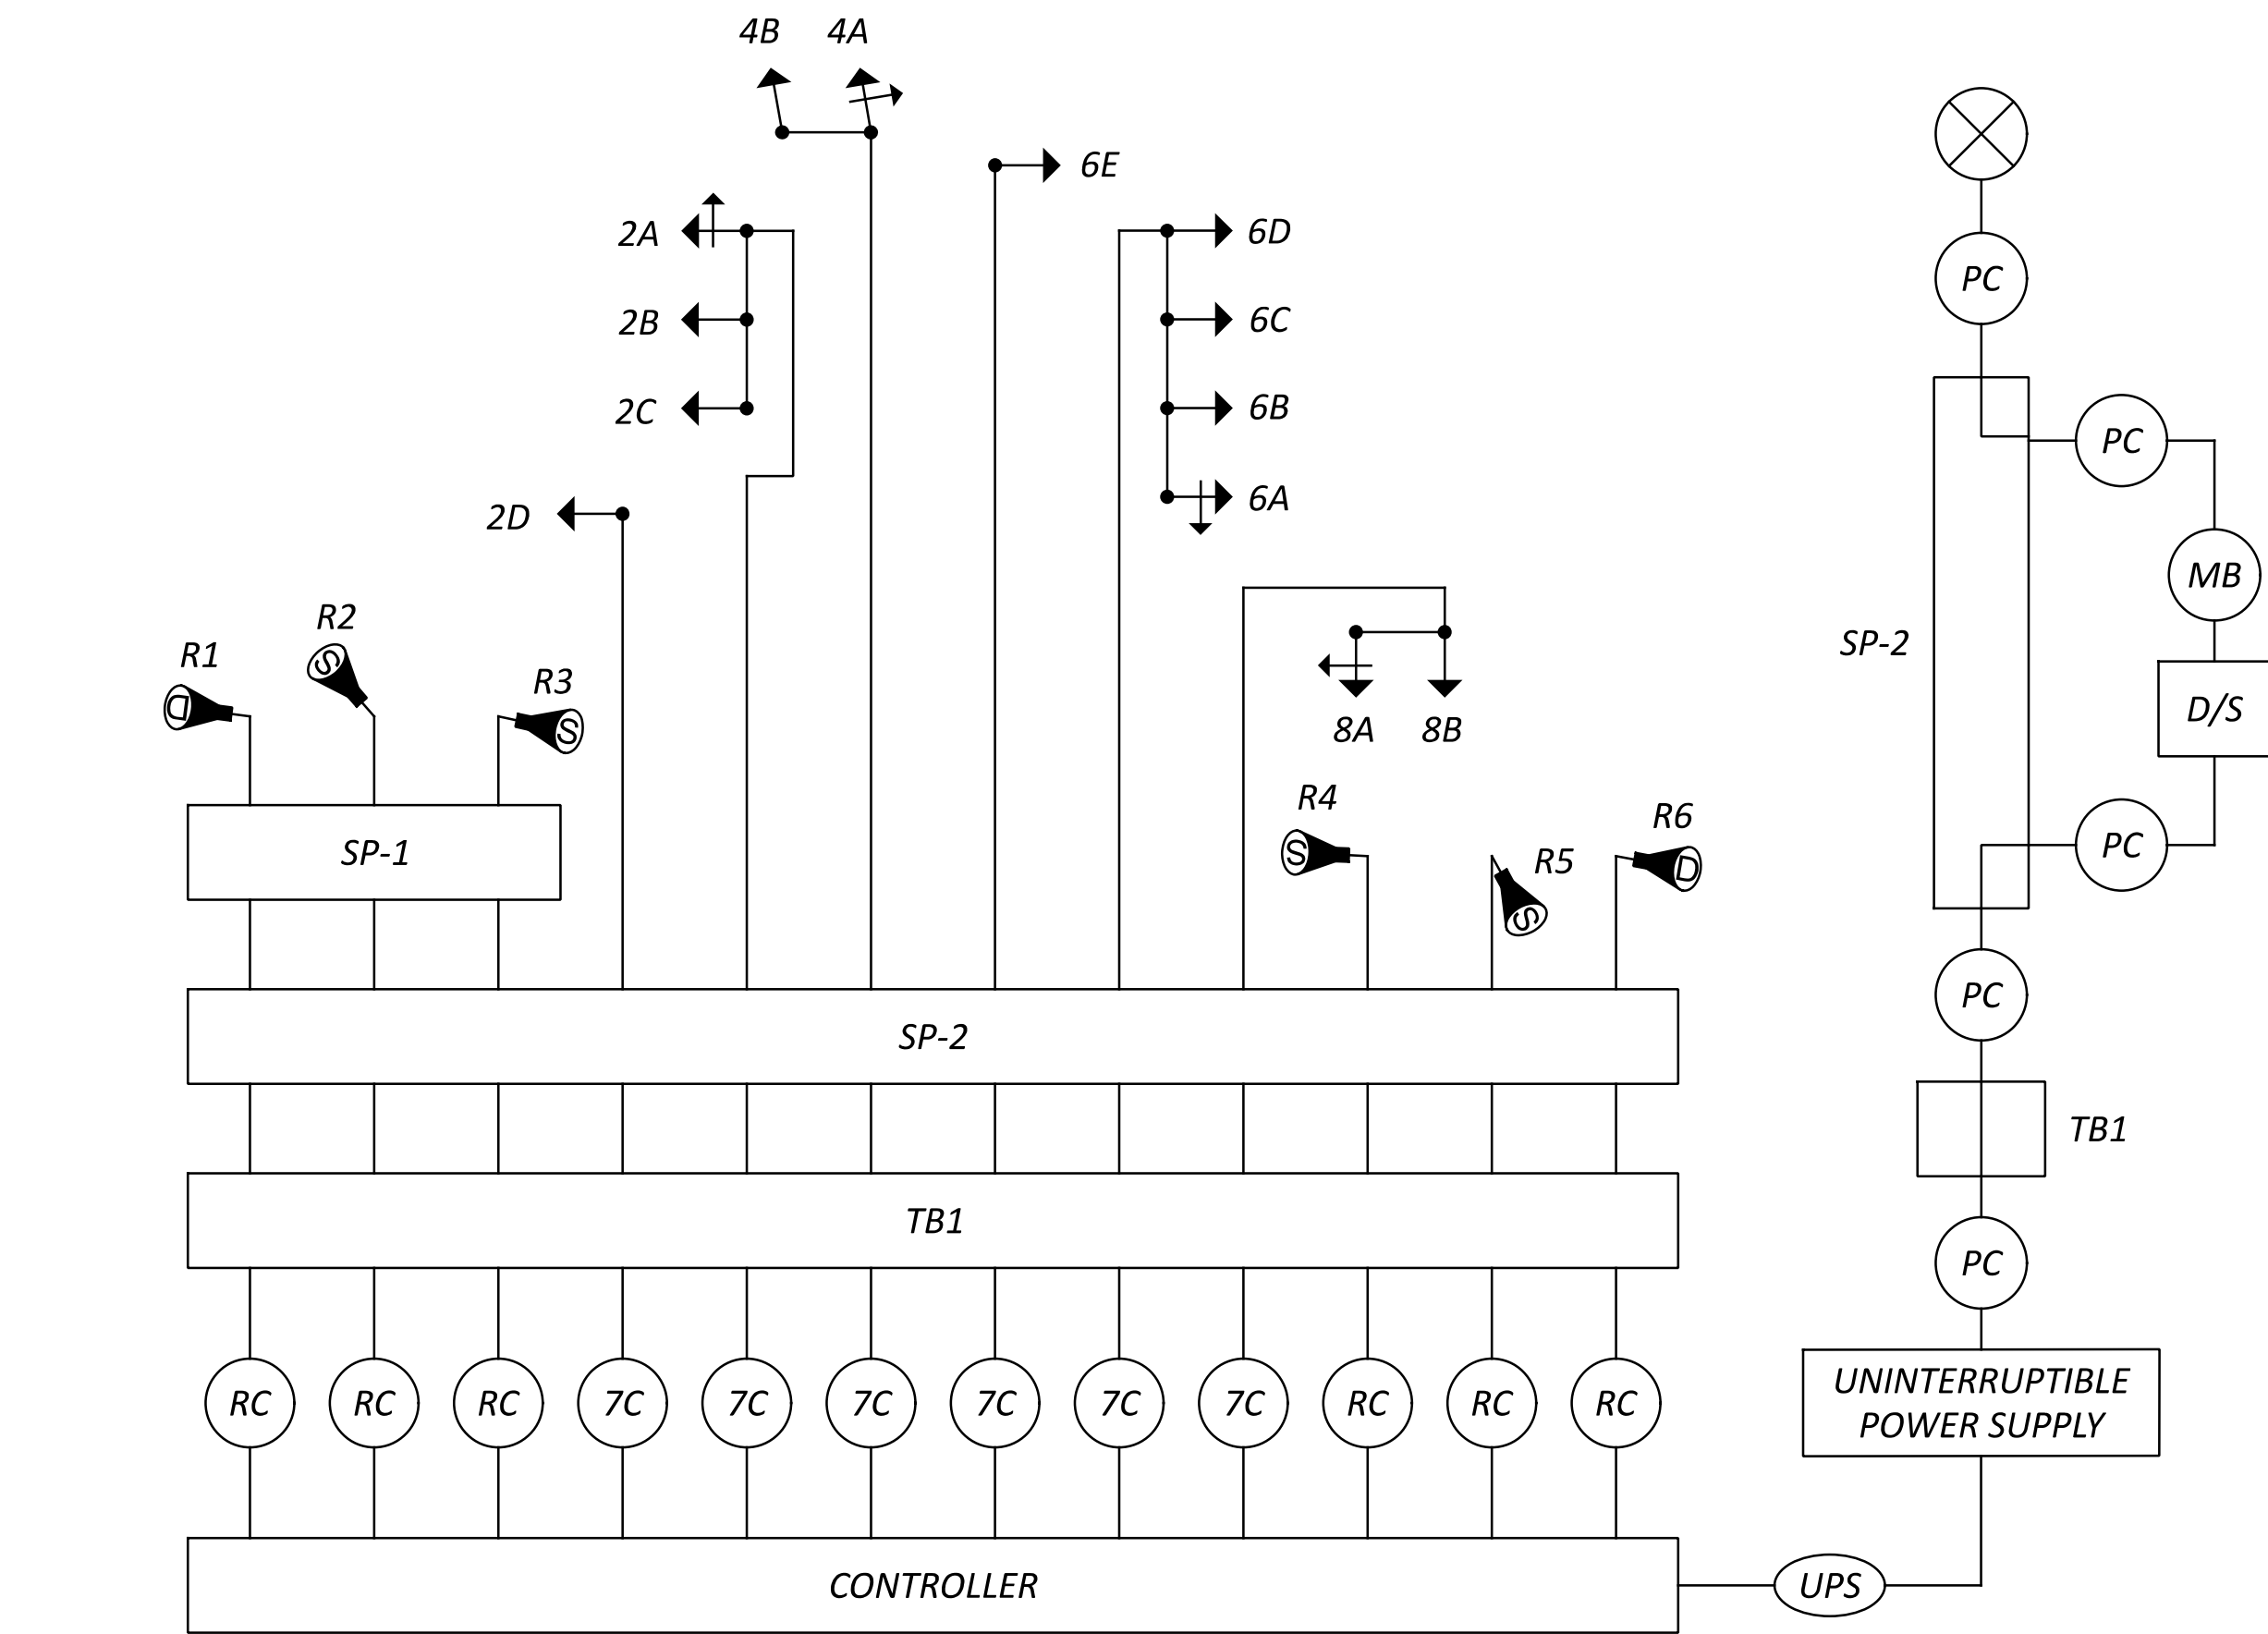 4B 4A
6E
2A
6D
2B
6C
2C
6B
6A
2D
8A 8B
R1
R2
R3
D
S
S
SP-1
R4
R5
R6
S
S
D
SP-2
TB1
RC RC RC 7C 7C 7C 7C 7C 7C RC RC RC
CONTROLLER
UPS
PC
PC
MB
SP-2
D/S
PC
PC
TB1
PC
UNINTERRUPTIBLE
POWER SUPPLY